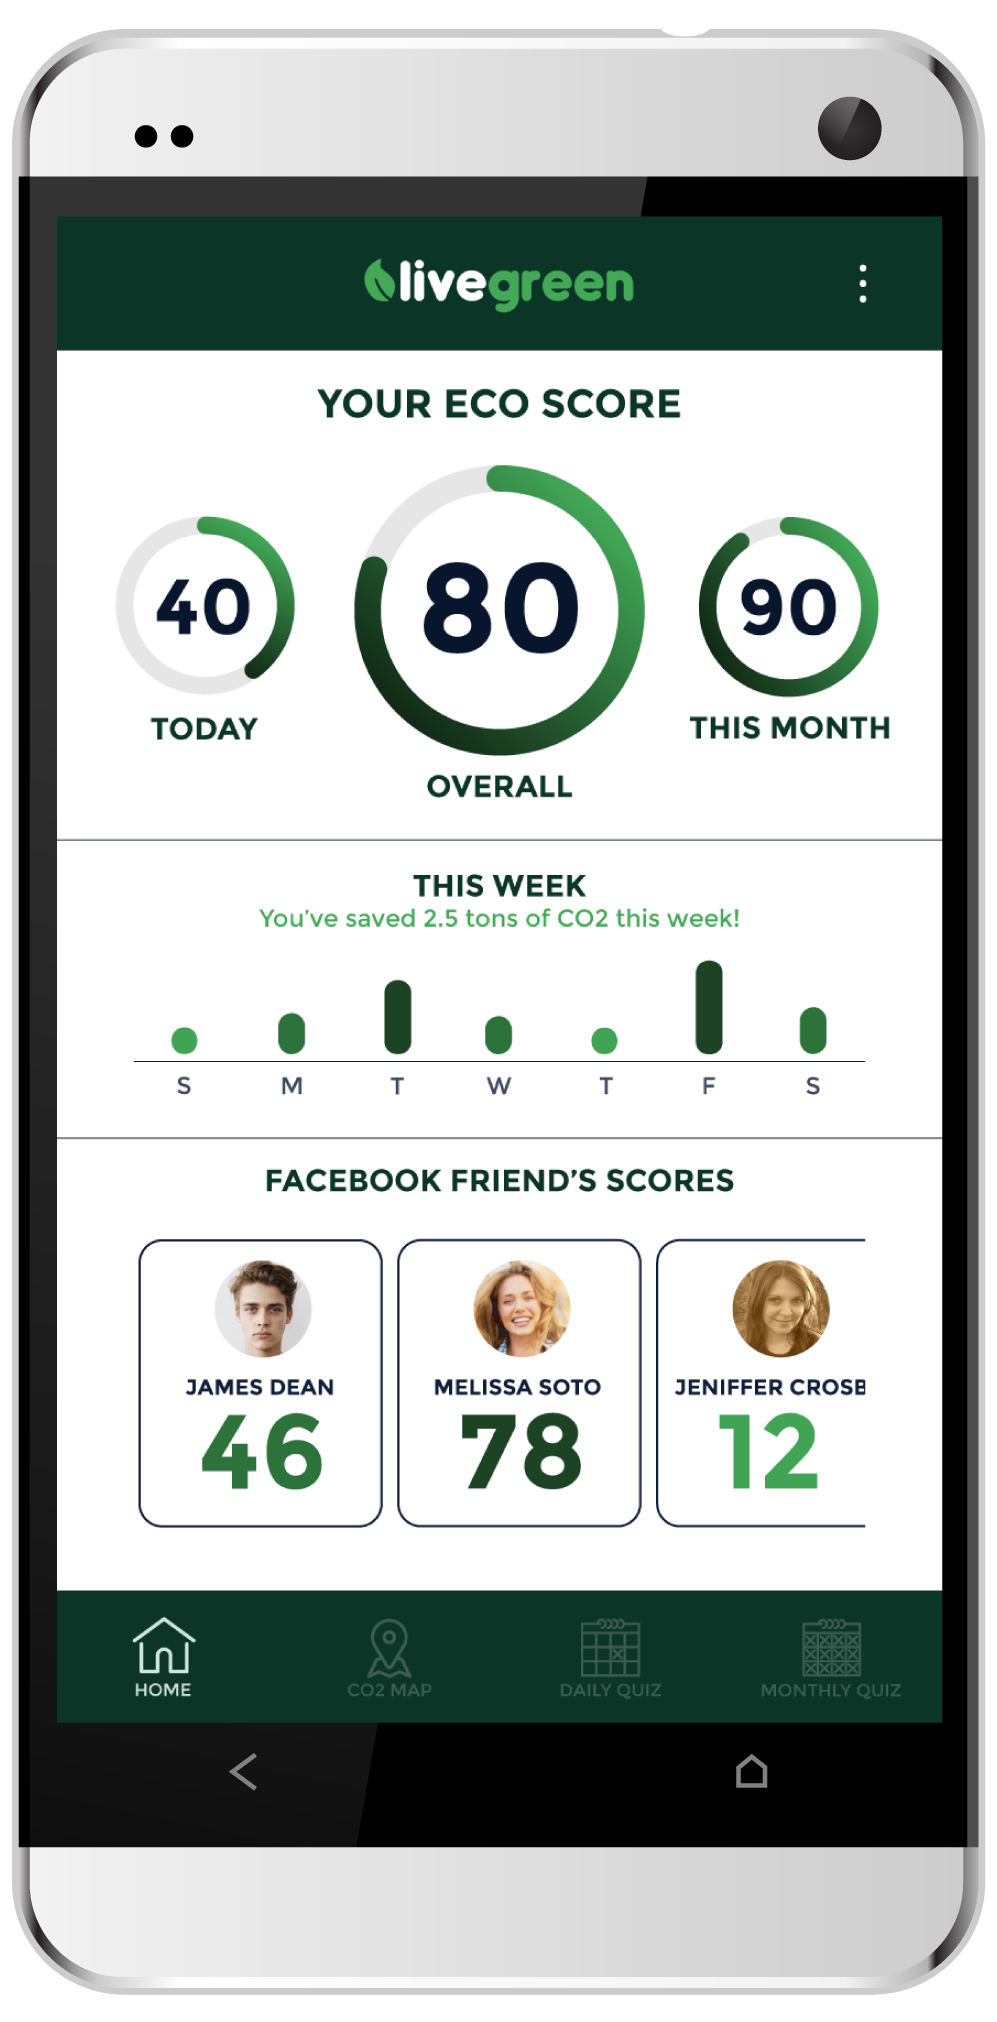 livegreen
YOUR ECO SCORE
40
80
90
TODAY
OVERALL
THIS MONTH
THIS WEEK
You’ve saved 2.5 tons of CO2 this week!
S M T W T F S
FACEBOOK FRIEND’S SCORES
JAMES DEAN
46
MELISSA SOTO
78
JENIFFER CROSB
12
HOME
CO2 MAP
DAILY QUIZ
MONTHLY QUIZ